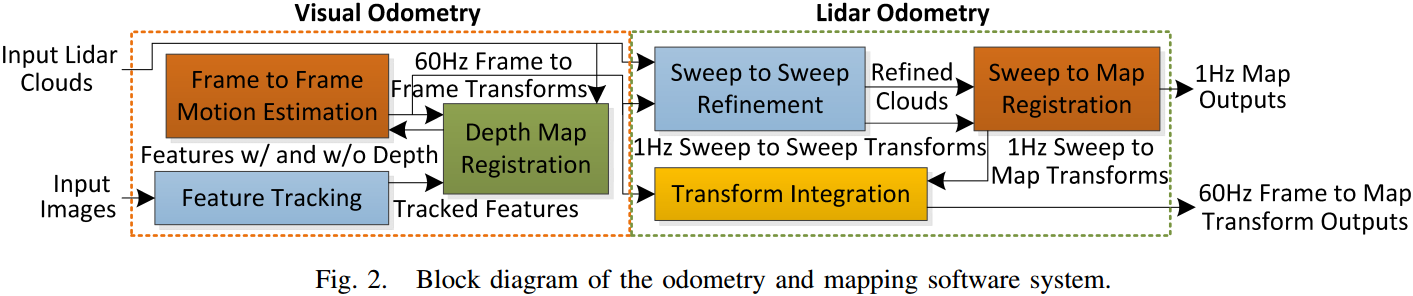 Visual Odometry
Lidar Odometry
Input Lidar
Clouds
Frame to Frame
Motion Estimation
60Hz Frame to
Frame Transforms
Depth Map
Registration
Features w/ and w/o Depth
Input
Images
Feature Tracking
Tracked Features
Sweep to Sweep
Refinement
Refined
Clouds
Sweep to Map
Registration
1Hz Map
Outputs
1Hz Sweep to Sweep Transforms
1Hz Sweep to
Map Transforms
Transform Integration
60Hz Frame to Map
Transform Outputs
Fig. 2. Block diagram of the odometry and mapping software system.